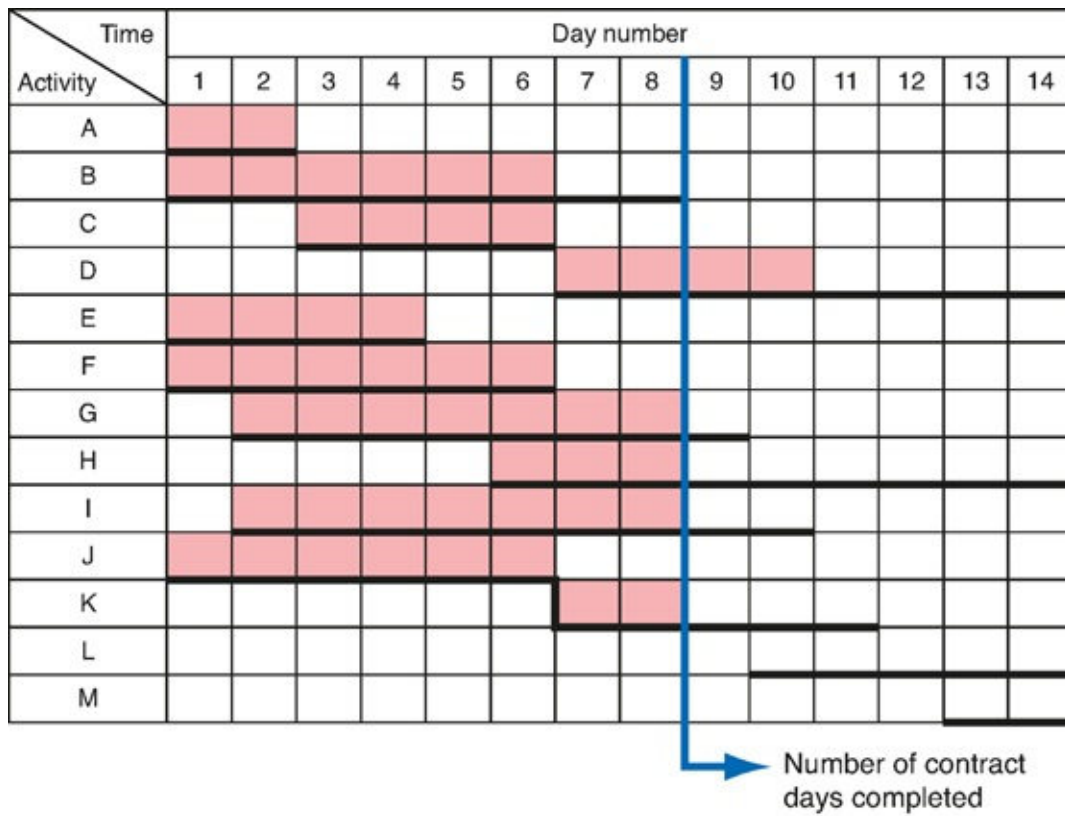 Time
Day number
Activity
1 2 3 4 5 6 7 8 9 10 11 12 13 14
A
B
C
D
E
F
G
H
I
J
K
L
M
Number of contract
days completed